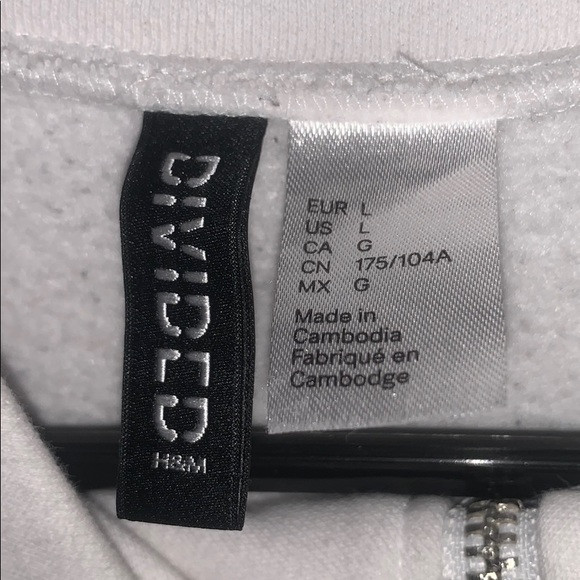 DIVIDED
H&M
EUR L
US L
CA G
CN 175/104A
MX G
Made in
Cambodia
Fabriqué en
Cambodge